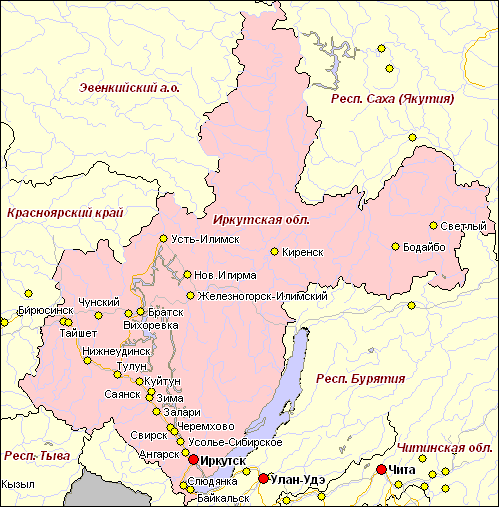 Эвенкийский а.о.
Респ. Саха (Якутия)
Красноярский край
Иркутская обл.
Светлый
Усть-Илимск
Бодайбо
Киренск
Нов.Игирма
Железногорск-Илимский
Чунский
Бирюсинск
Братск
Вихоревка
Тайшет
Нижнеудинск
Тулун
Куйтун
Респ. Бурятия
Саянск
Зима
Залари
Черемхово
Свирск
Усолье-Сибирское
Читинская обл.
Ангарск
Респ. Тыва
Иркутск
Чита
Улан-Удэ
Кызыл
Слюдянка
Байкальск